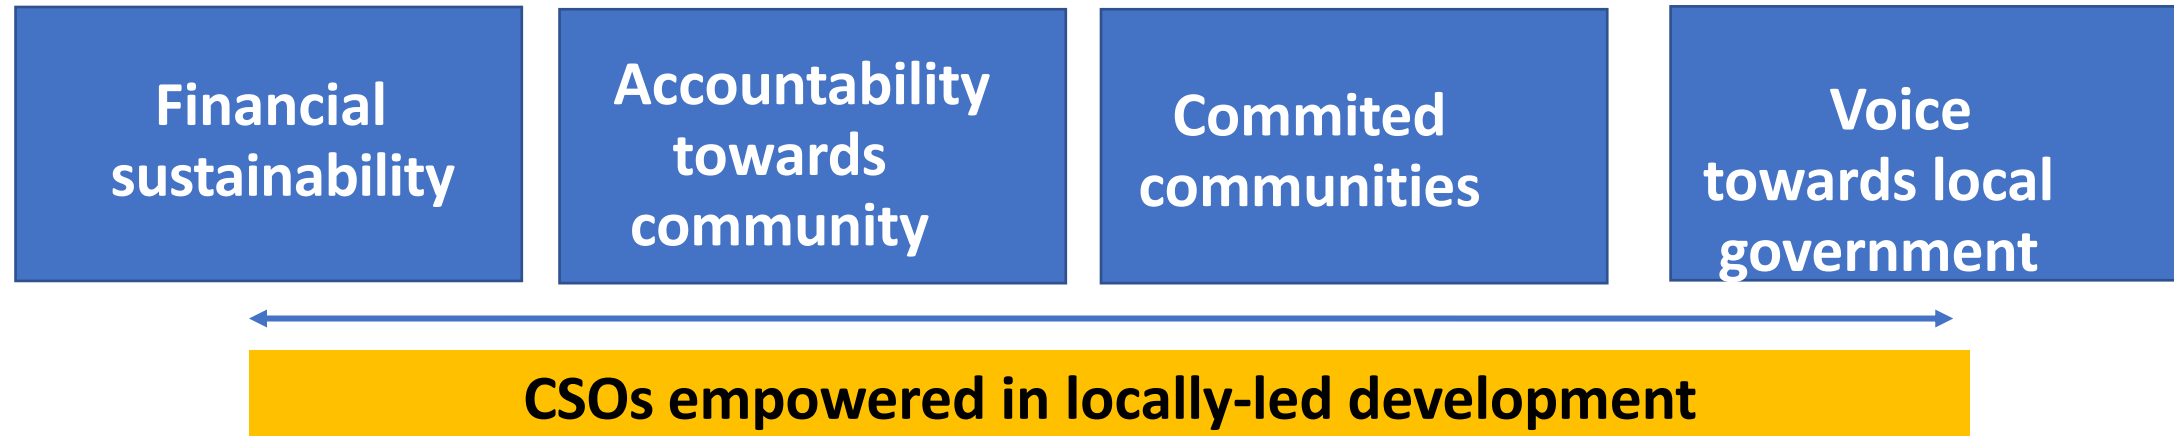 Financial
sustainability
Accountability
towards
community
Commited
communities
Voice
towards local
government
CSOs empowered in locally-led development